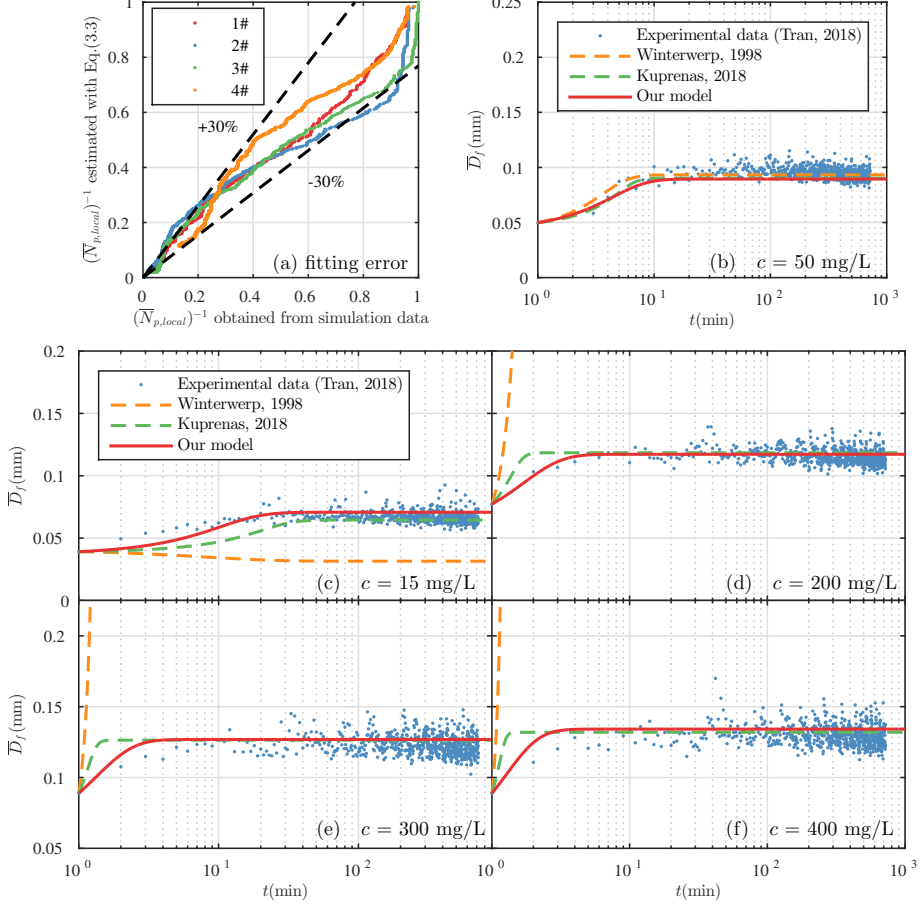 1
0.8
0.6
0.4
0.2
0
(N̅p,local)−1 estimated with Eq.(3.3)
1#
2#
3#
4#
+30%
-30%
(a) fitting error
0 0.2 0.4 0.6 0.8 1
(N̅p,local)−1 obtained from simulation data
0.25
0.2
0.15
0.1
0.05
0
D̅f(mm)
Experimental data (Tran, 2018)
Winterwerp, 1998
Kuprenas, 2018
Our model
(b) c = 50 mg/L
10^0 10^1 10^2 10^3
t(min)
0.2
0.15
0.1
0.05
0
D̅f(mm)
Experimental data (Tran, 2018)
Winterwerp, 1998
Kuprenas, 2018
Our model
(c) c = 15 mg/L
(d) c = 200 mg/L
0.2
0.15
0.1
0.05
D̅f(mm)
(e) c = 300 mg/L
(f) c = 400 mg/L
10^0 10^1 10^2 10^0 10^1 10^2 10^3
t(min)
t(min)